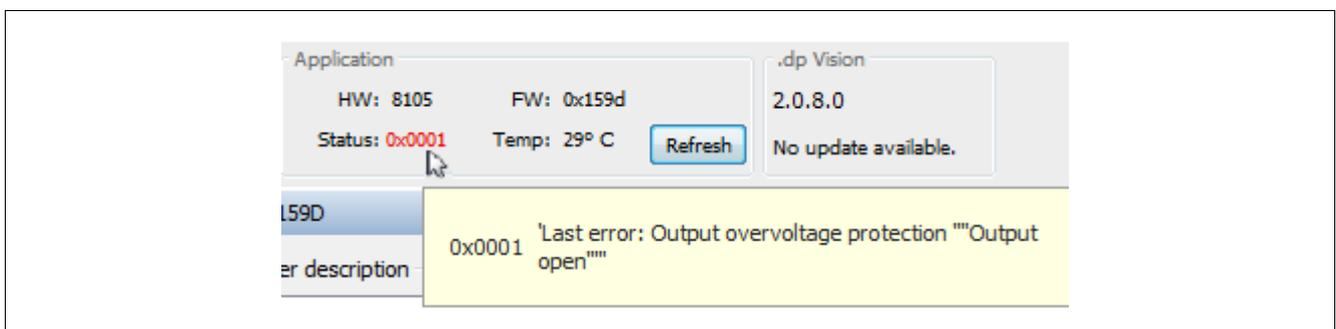 Application
HW: 8105 FW: 0x159d
Status: 0x0001 Temp: 29º C Refresh
.dp Vision
2.0.8.0
No update available.
159D
er description
0x0001 'Last error: Output overvoltage protection ""Output
open"""